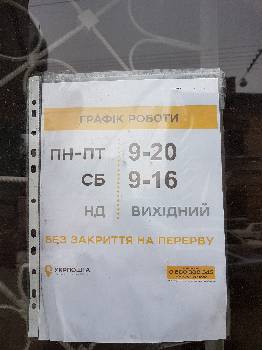 ГРАФІК РОБОТИ
ПН-ПТ 9-20
СБ 9-16
НД ВИХІДНИЙ
БЕЗ ЗАКРИТТЯ НА ПЕРЕРВУ
УКРПОШТА